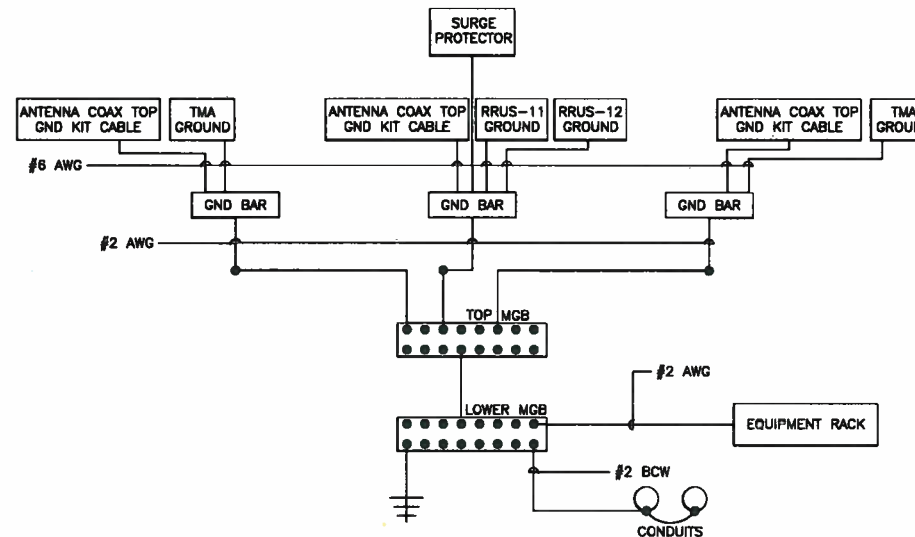 SURGE
PROTECTOR
ANTENNA COAX TOP
GND KIT CABLE
TMA
GROUND
ANTENNA COAX TOP
GND KIT CABLE
RRUS-11
GROUND
RRUS-12
GROUND
ANTENNA COAX TOP
GND KIT CABLE
TMA
#6 AWG
GND BAR
GND BAR
GND BAR
#2 AWG
TOP MGB
#2 AWG
LOWER MGB
EQUIPMENT RACK
#2 BCW
CONDUITS